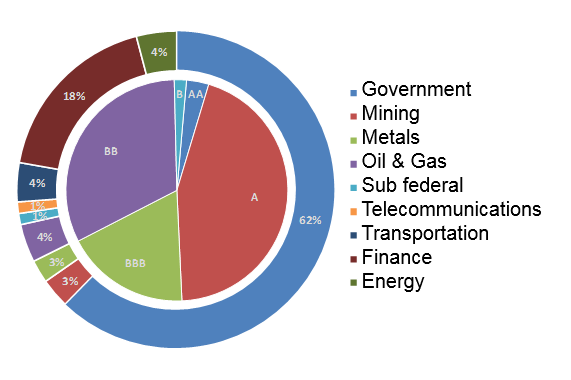 4%
18%
4%
1%
1%
4%
3%
3%
62%
B
AA
BB
A
BBB
Government
Mining
Metals
Oil & Gas
Sub federal
Telecommunications
Transportation
Finance
Energy